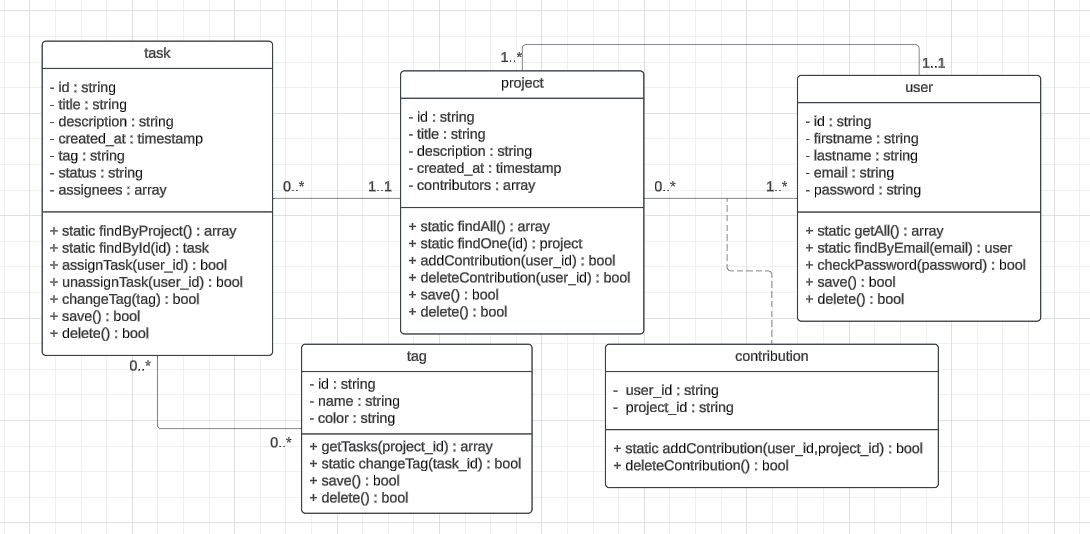 task
- id : string
- title : string
- description : string
- created_at : timestamp
- tag : string
- status : string
- assignees : array
+ static findByProject() : array
+ static findById(id) : task
+ assignTask(user_id) : bool
+ unassignTask(user_id) : bool
+ changeTag(tag) : bool
+ save() : bool
+ delete() : bool
0..*
1..1
1..*
1..1
project
- id : string
- title : string
- description : string
- created_at : timestamp
- contributors : array
+ static findAll() : array
+ static findOne(id) : project
+ addContribution(user_id) : bool
+ deleteContribution(user_id) : bool
+ save() : bool
+ delete() : bool
0..*
1..*
user
- id : string
- firstname : string
- lastname : string
- email : string
- password : string
+ static getAll() : array
+ static findByEmail(email) : user
+ checkPassword(password) : bool
+ save() : bool
+ delete() : bool
0..*
0..*
tag
- id : string
- name : string
- color : string
+ getTasks(project_id) : array
+ static changeTag(task_id) : bool
+ save() : bool
+ delete() : bool
contribution
- user_id : string
- project_id : string
+ static addContribution(user_id,project_id) : bool
+ deleteContribution() : bool